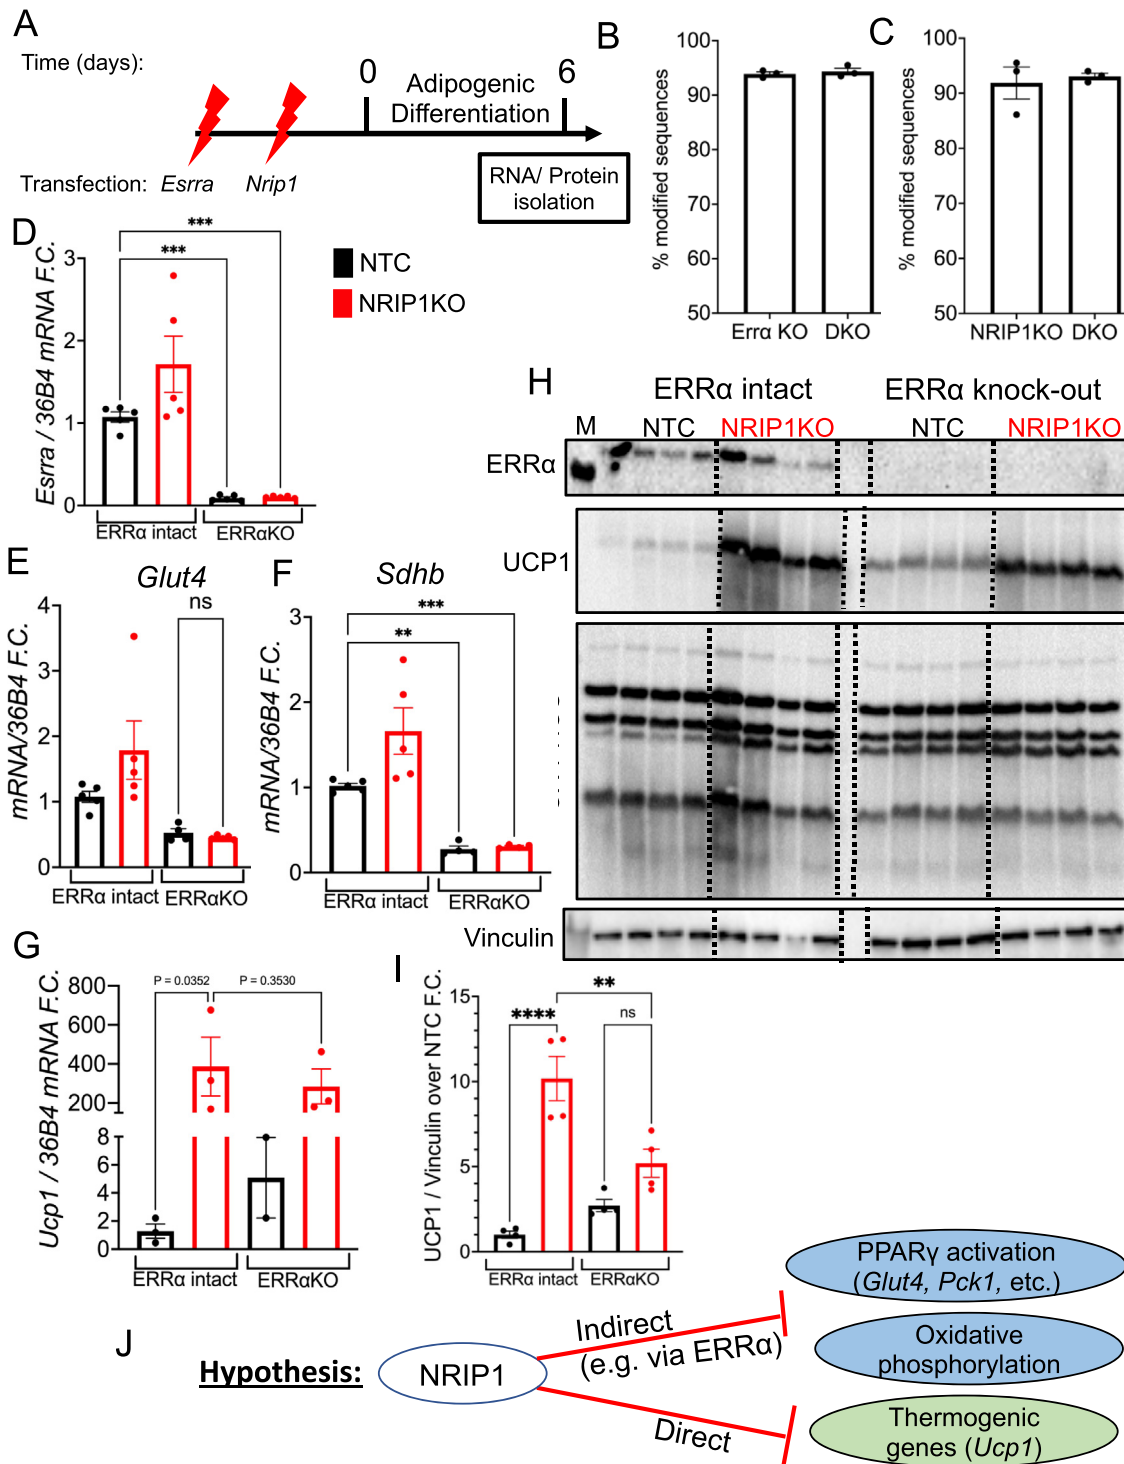 A
Time (days):
0
6
Adipogenic
Differentiation
Transfection: Esrra Nrip1
RNA/ Protein
isolation
B
% modified sequences
100
90
80
70
60
50
Errα KO DKO
C
% modified sequences
100
90
80
70
60
50
NRIP1KO DKO
D
Esrra / 36B4 mRNA F.C.
3
2
1
0
***
***
ERRα intact ERRαKO
NTC
NRIP1KO
E
Glut4
mRNA/36B4 F.C.
4
3
2
1
0
ns
ERRα intact ERRαKO
F
Sdhb
mRNA/36B4 F.C.
3
2
1
0
***
**
ERRα intact ERRαKO
G
Ucp1 / 36B4 mRNA F.C.
800
600
400
200
8
6
4
2
0
P = 0.0352
P = 0.3530
ERRα intact ERRαKO
H
ERRα intact ERRα knock-out
M NTC NRIP1KO NTC NRIP1KO
ERRα
UCP1
Vinculin
I
UCP1 / Vinculin over NTC F.C.
15
10
5
0
**
****
ns
ERRα intact ERRαKO
J
Hypothesis:
NRIP1
Indirect
(e.g. via ERRα)
Direct
PPARγ activation
(Glut4, Pck1, etc.)
Oxidative
phosphorylation
Thermogenic
genes (Ucp1)